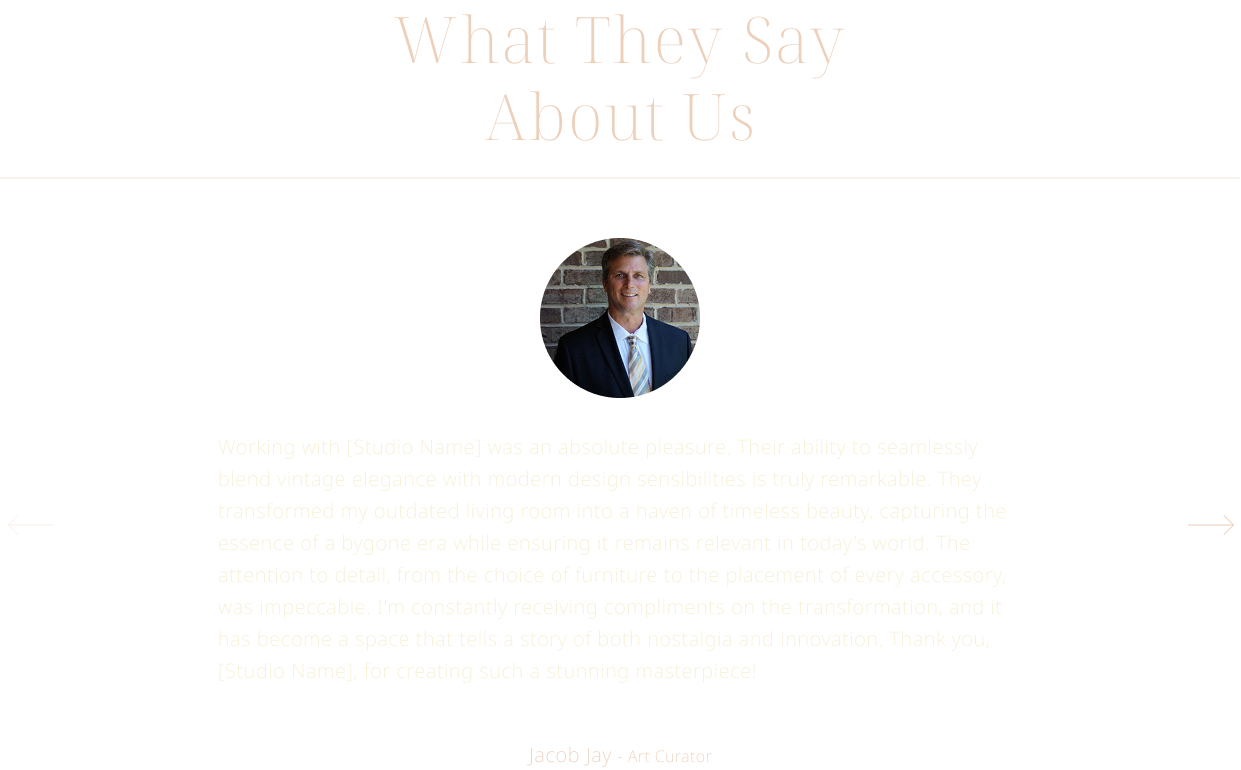 What They Say
About Us
Working with [Studio Name] was an absolute pleasure. Their ability to seamlessly
blend vintage elegance with modern design sensibilities is truly remarkable. They
transformed my outdated living room into a haven of timeless beauty, capturing the
essence of a bygone era while ensuring it remains relevant in today's world. The
attention to detail, from the choice of furniture to the placement of every accessory,
was impeccable. I'm constantly receiving compliments on the transformation, and it
has become a space that tells a story of both nostalgia and innovation. Thank you,
[Studio Name], for creating such a stunning masterpiece!
Jacob Jay - Art Curator